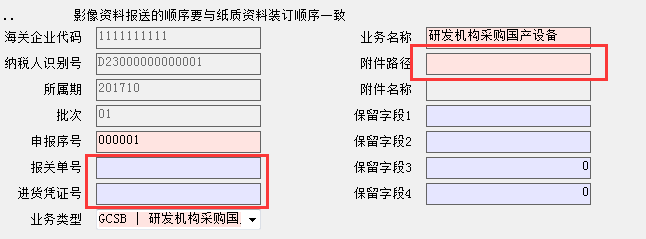 .. 影像资料报送的顺序要与纸质资料装订顺序一致
海关企业代码 1111111111 业务名称 研发机构采购国产设备
纳税人识别号 D23000000000001 附件路径
所属期 201710 附件名称
批次 01 保留字段1
申报序号 000001 保留字段2
报关单号 保留字段3 0
进货凭证号 保留字段4 0
业务类型 GCSB | 研发机构采购国